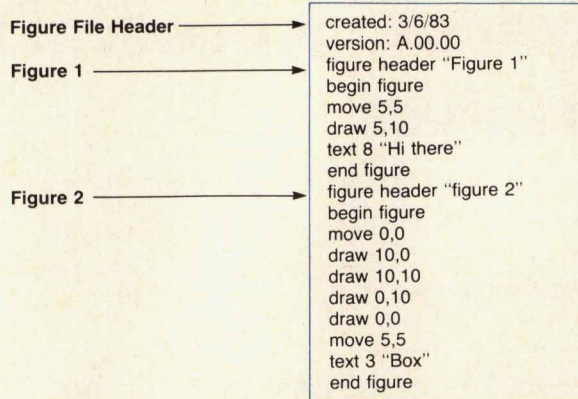 Figure File Header
created: 3/6/83
version: A.00.00
Figure 1
figure header “Figure 1”
begin figure
move 5,5
draw 5,10
text 8 “Hi there”
end figure
Figure 2
figure header “figure 2”
begin figure
move 0,0
draw 10,0
draw 10,10
draw 0,10
draw 0,0
move 5,5
text 3 “Box”
end figure